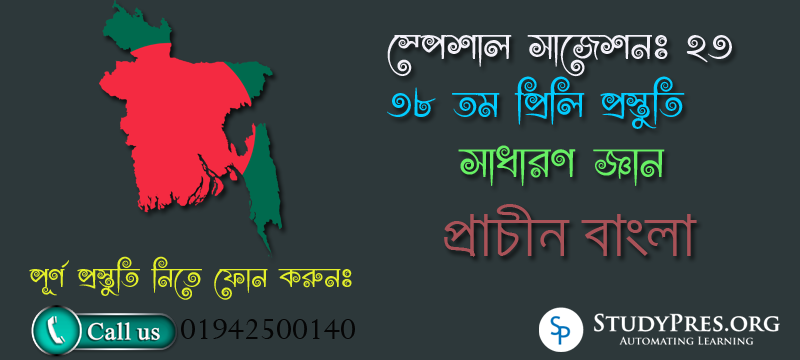 স্পেশাল সাজেশনঃ ২৩
৩৮ তম প্রিলি প্রস্তুতি
সাধারণ জ্ঞান
প্রাচীন বাংলা
পূর্ণ প্রস্তুতি নিতে ফোন করুনঃ
Call us 01942500140
SP STUDYPRES.ORG
AUTOMATING LEARNING